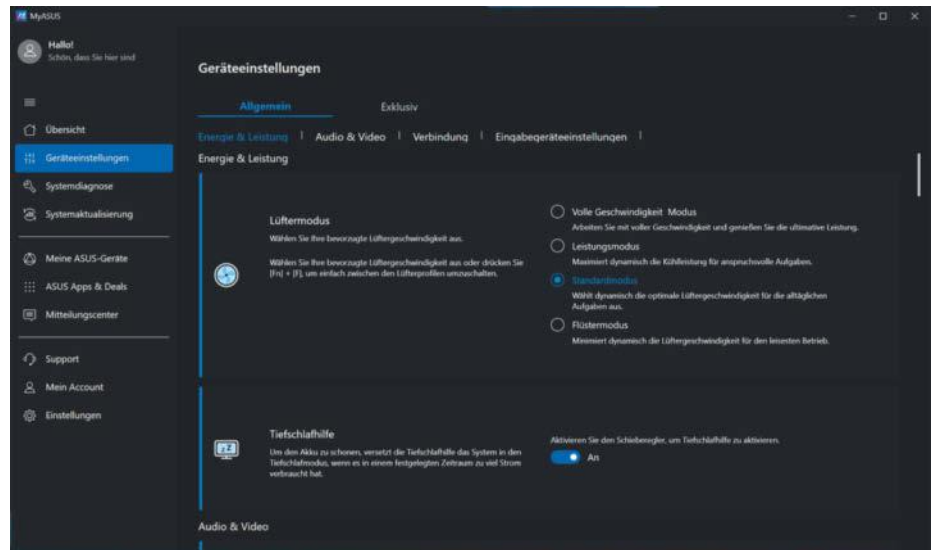 MyASUS
Hallo!
Schön, dass Sie hier sind
Übersicht
Geräteeinstellungen
Systemdiagnose
Systemaktualisierung
Meine ASUS-Geräte
ASUS Apps & Deals
Mitteilungscenter
Support
Mein Account
Einstellungen
Geräteeinstellungen
Allgemein Exklusiv
Energie & Leistung | Audio & Video | Verbindung | Eingabegeräteeinstellungen |
Energie & Leistung
Lüftermodus
Wählen Sie Ihre bevorzugte Lüftergeschwindigkeit aus.
Wählen Sie Ihre bevorzugte Lüftergeschwindigkeit aus oder drücken Sie
[Fn] + [F], um einfach zwischen den Lüfterprofilen umzuschalten.
Volle Geschwindigkeit Modus
Arbeiten Sie mit voller Geschwindigkeit und genießen Sie die ultimative Leistung.
Leistungsmodus
Maximiert dynamisch die Kühlleistung für anspruchsvolle Aufgaben.
Standardmodus
Wählt dynamisch die optimale Lüftergeschwindigkeit für die alltäglichen
Aufgaben aus.
Flüstermodus
Minimiert dynamisch die Lüftergeschwindigkeit für den leisesten Betrieb.
Tiefschlafhilfe
Um den Akku zu schonen, versetzt die Tiefschlafhilfe das System in den
Tiefschlafmodus, wenn es in einem festgelegten Zeitraum zu viel Strom
verbraucht hat.
Aktivieren Sie den Schieberegler, um Tiefschlafhilfe zu aktivieren.
An
Audio & Video